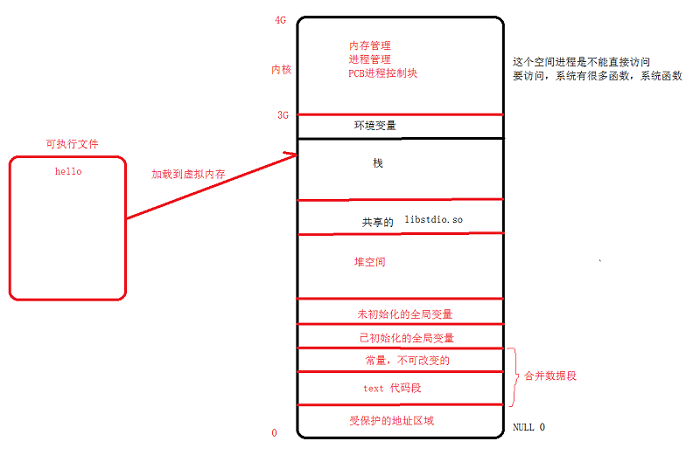 4G
内存管理
进程管理
PCB进程控制块
内核
这个空间进程是不能直接访问
要访问，系统有很多函数，系统函数
3G
环境变量
可执行文件
hello
加载到虚拟内存
栈
共享的 libstdio.so
堆空间
未初始化的全局变量
已初始化的全局变量
常量，不可改变的
合并数据段
text 代码段
受保护的地址区域
0
NULL 0